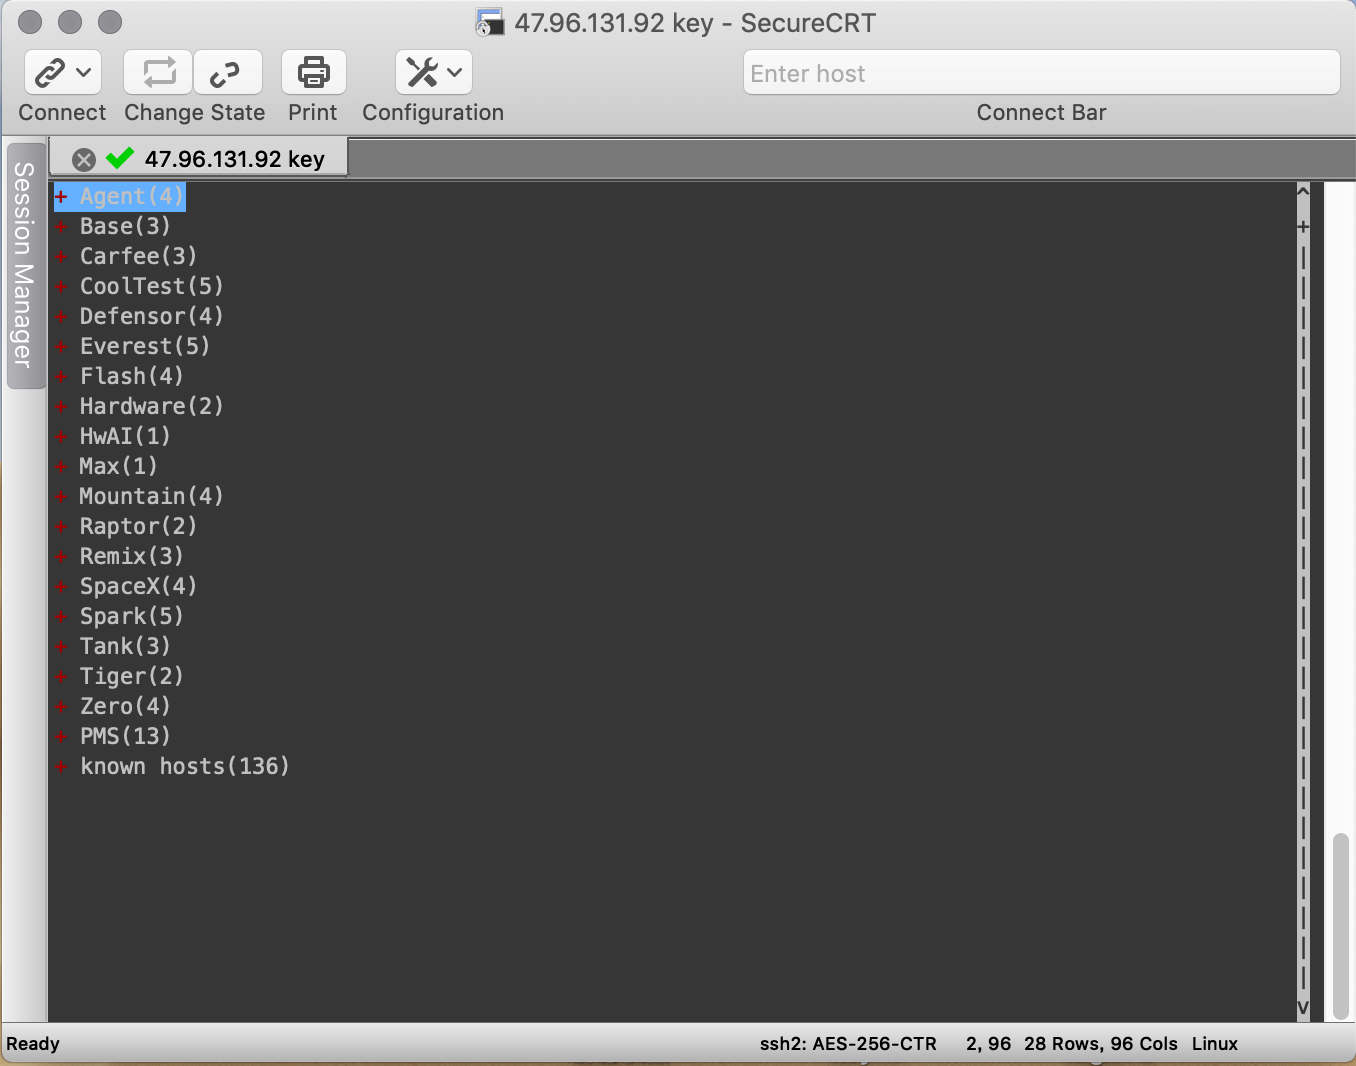 47.96.131.92 key - SecureCRT
Enter host
Connect
Change State
Print
Configuration
Connect Bar
Session Manager
47.96.131.92 key
+ Agent(4)
+ Base(3)
+ Carfee(3)
+ CoolTest(5)
+ Defensor(4)
+ Everest(5)
+ Flash(4)
+ Hardware(2)
+ HwAI(1)
+ Max(1)
+ Mountain(4)
+ Raptor(2)
+ Remix(3)
+ SpaceX(4)
+ Spark(5)
+ Tank(3)
+ Tiger(2)
+ Zero(4)
+ PMS(13)
+ known hosts(136)
Ready
ssh2: AES-256-CTR 2, 96 28 Rows, 96 Cols Linux